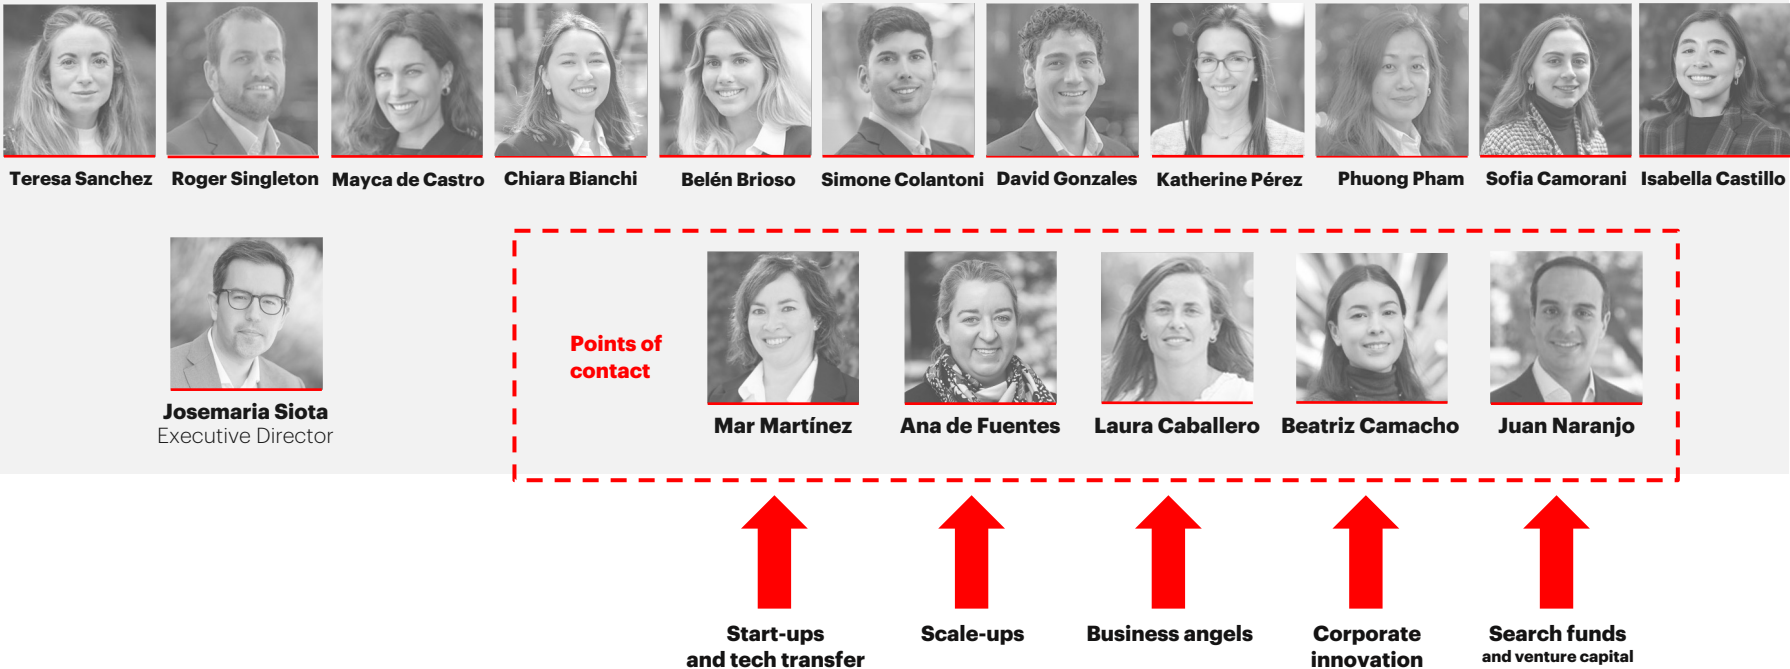 Teresa Sanchez
Roger Singleton
Mayca de Castro
Chiara Bianchi
Belén Brioso
Simone Colantoni
David Gonzales
Katherine Pérez
Phuong Pham
Sofia Camorani
Isabella Castillo
Josemaria Siota
Executive Director
Points of
contact
Mar Martínez
Ana de Fuentes
Laura Caballero
Beatriz Camacho
Juan Naranjo
Start-ups
and tech transfer
Scale-ups
Business angels
Corporate
innovation
Search funds
and venture capital